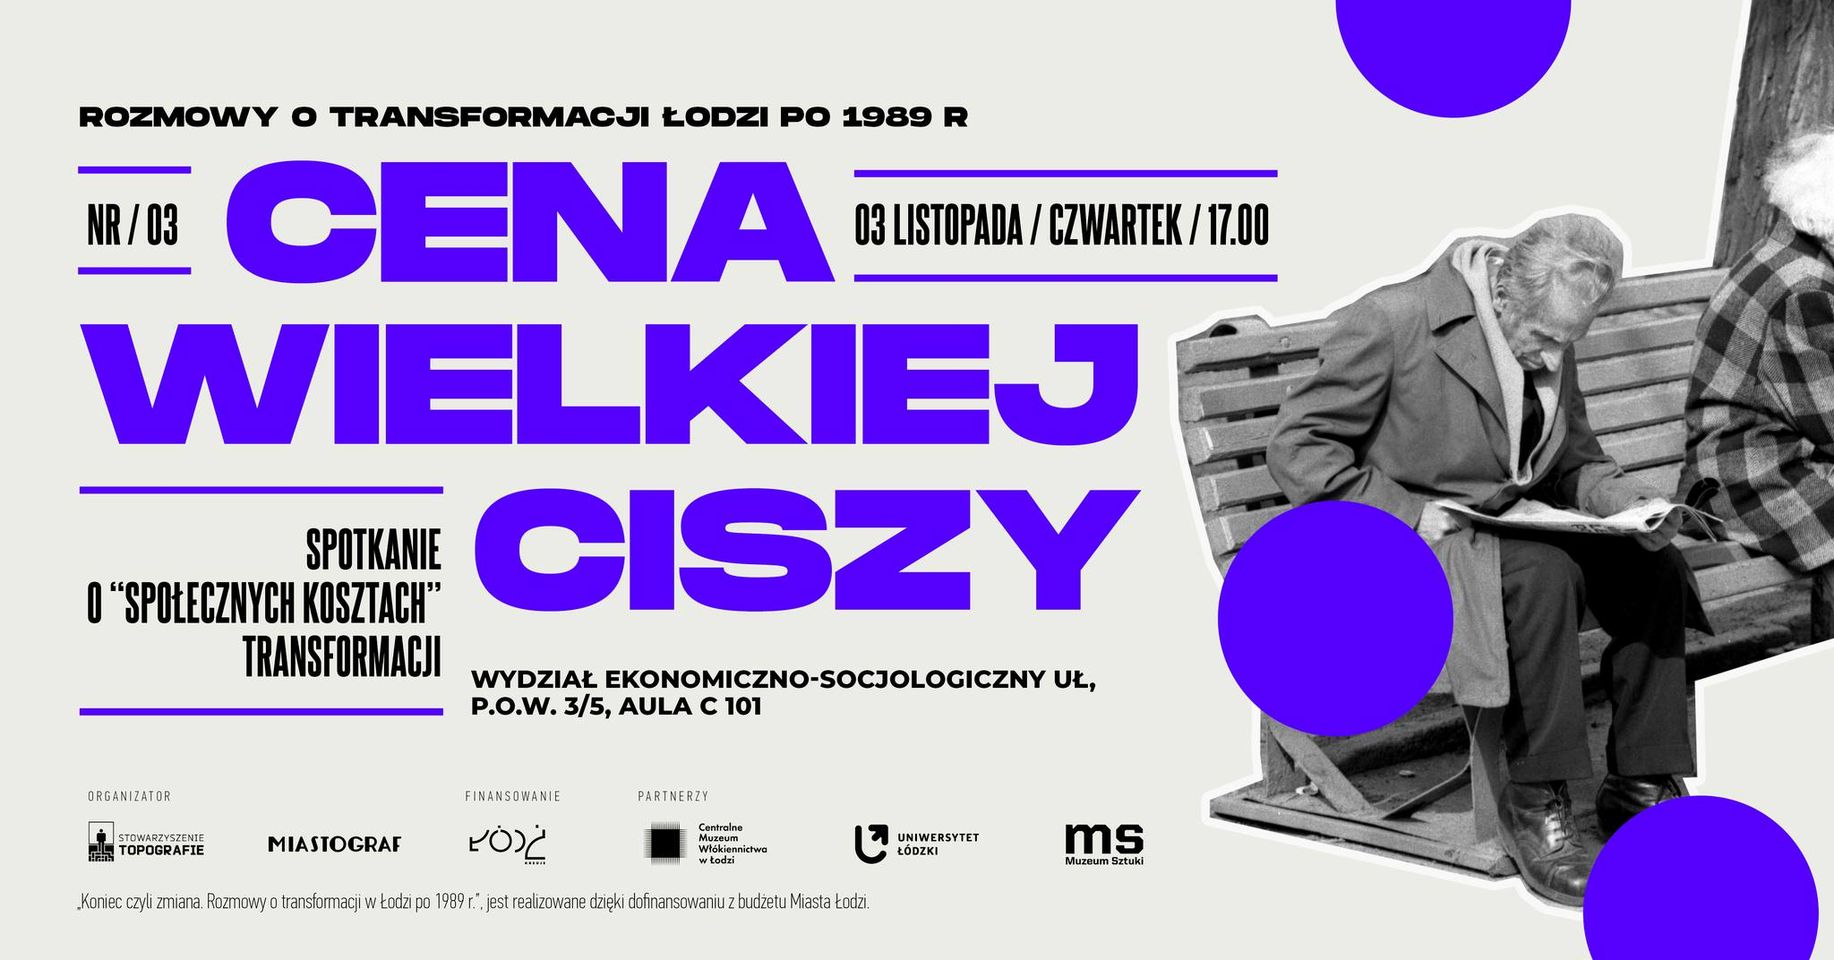 ROZMOWY O TRANSFORMACJI ŁODZI PO 1989 R
NR / 03
CENA
03 LISTOPADA / CZWARTEK / 17.00
WIELKIEJ
CISZY
SPOTKANIE
O “SPOŁECZNYCH KOSZTACH”
TRANSFORMACJI
WYDZIAŁ EKONOMICZNO-SOCJOLOGICZNY UŁ,
P.O.W. 3/5, AULA C 101
ORGANIZATOR
STOWARZYSZENIE
TOPOGRAFIE
MIASTOGRAF
FINANSOWANIE
ŁÓDŹ
KREUJE
PARTNERZY
Centralne
Muzeum
Włókiennictwa
w Łodzi
UNIWERSYTET
ŁÓDZKI
ms
Muzeum Sztuki
„Koniec czyli zmiana. Rozmowy o transformacji w Łodzi po 1989 r.”, jest realizowane dzięki dofinansowaniu z budżetu Miasta Łodzi.